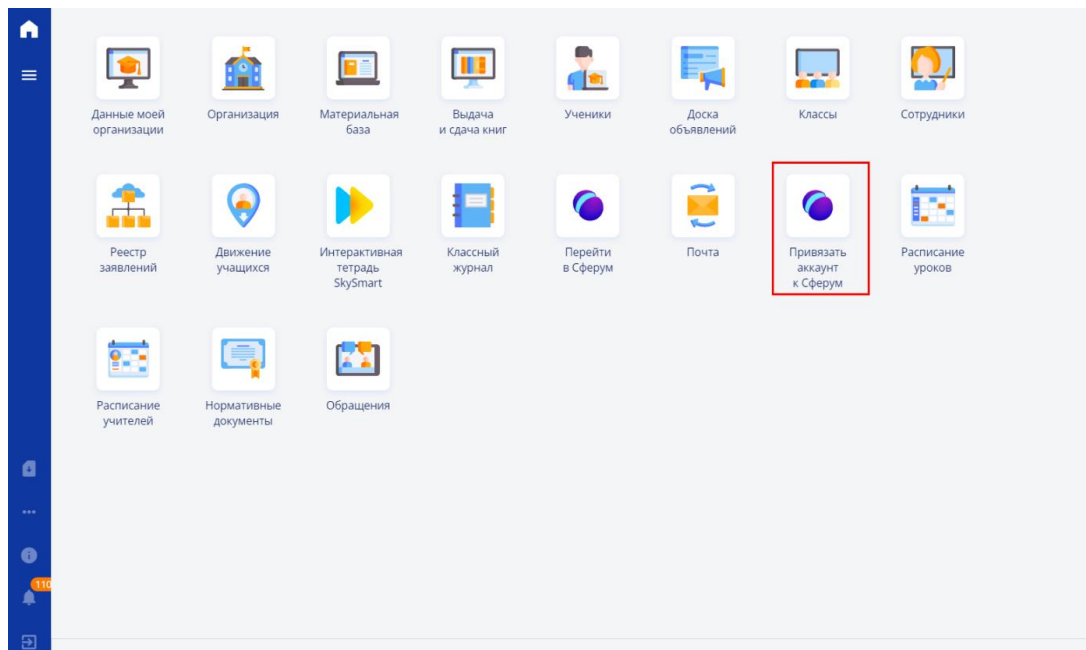 Данные моей
организации
Организация
Материальная
база
Выдача
и сдача книг
Ученики
Доска
объявлений
Классы
Сотрудники
Реестр
заявлений
Движение
учащихся
Интерактивная
тетрадь
SkySmart
Классный
журнал
Перейти
в Сферум
Почта
Привязать
аккаунт
к Сферум
Расписание
уроков
Расписание
учителей
Нормативные
документы
Обращения
110